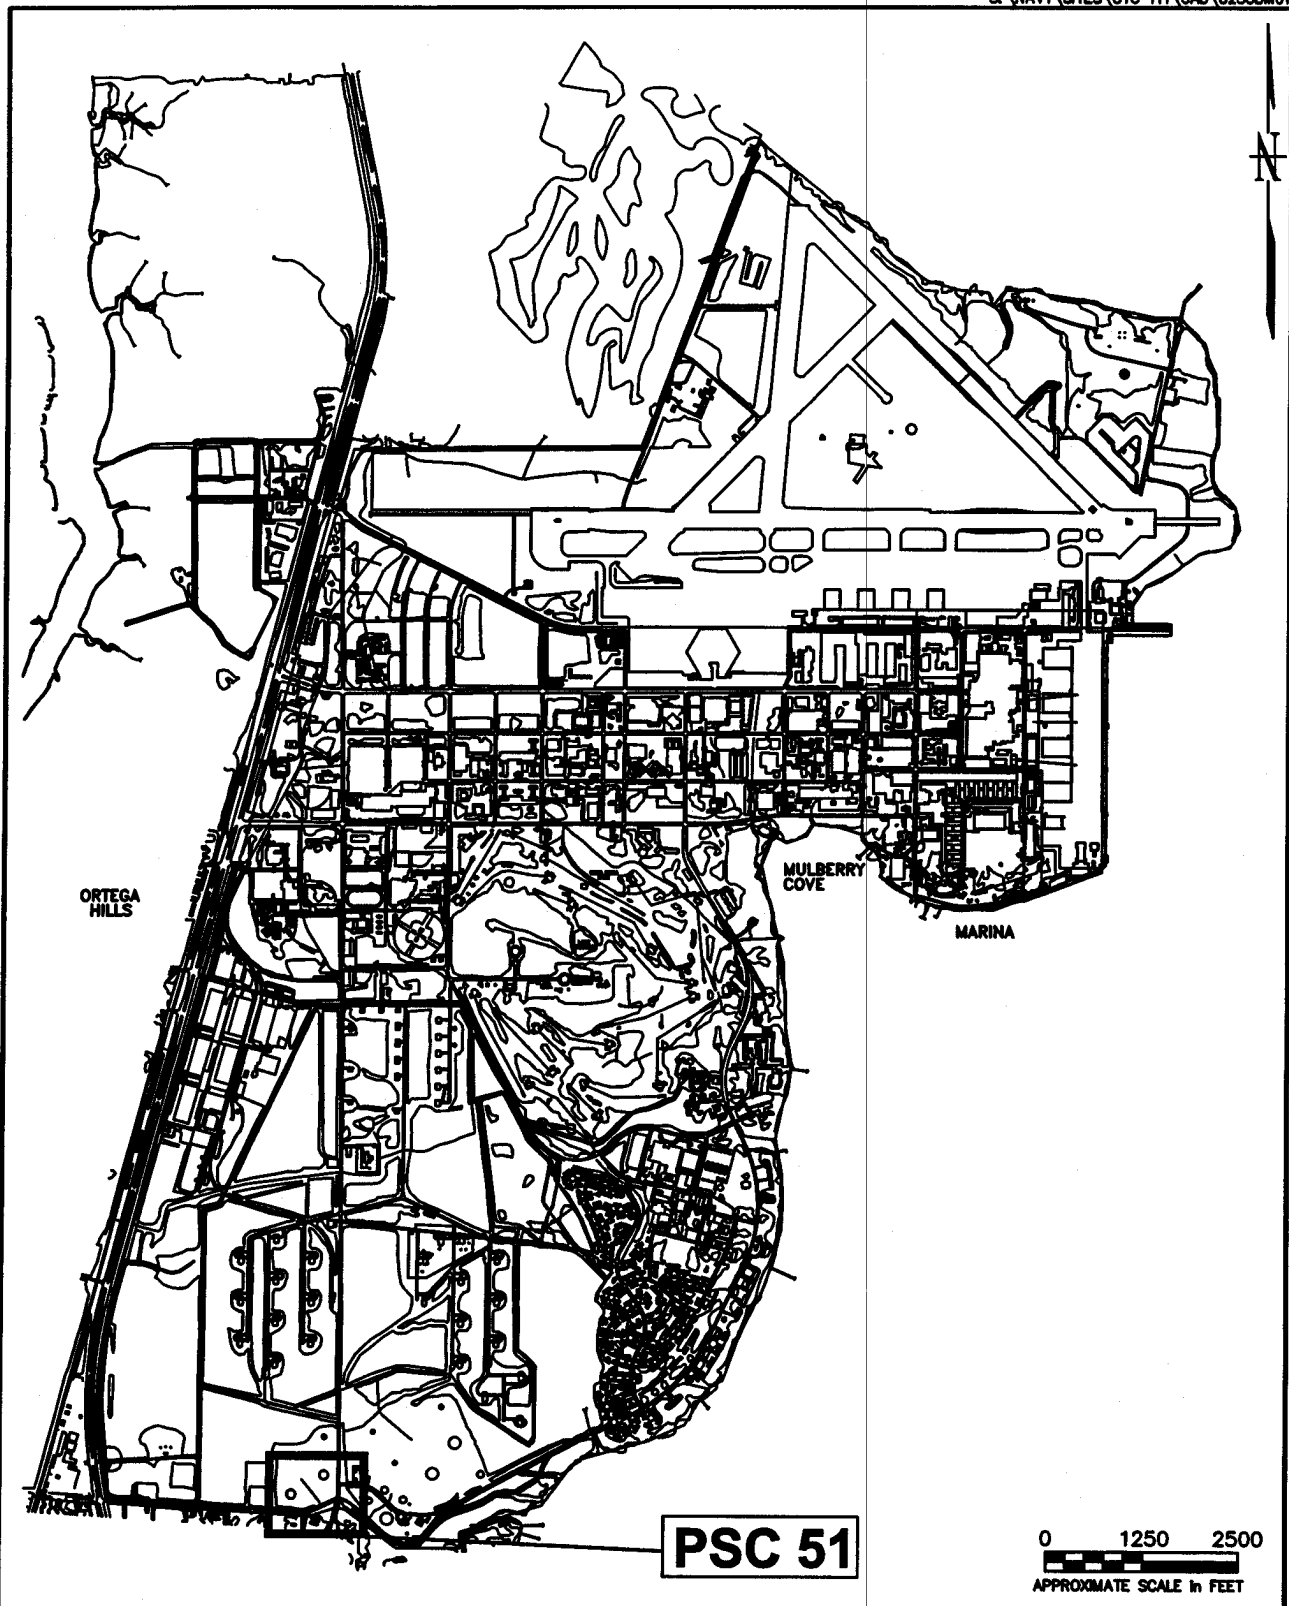 N
ORTEGA
HILLS
MULBERRY
COVE
MARINA
PSC 51
0 1250 2500
APPROXIMATE SCALE in FEET